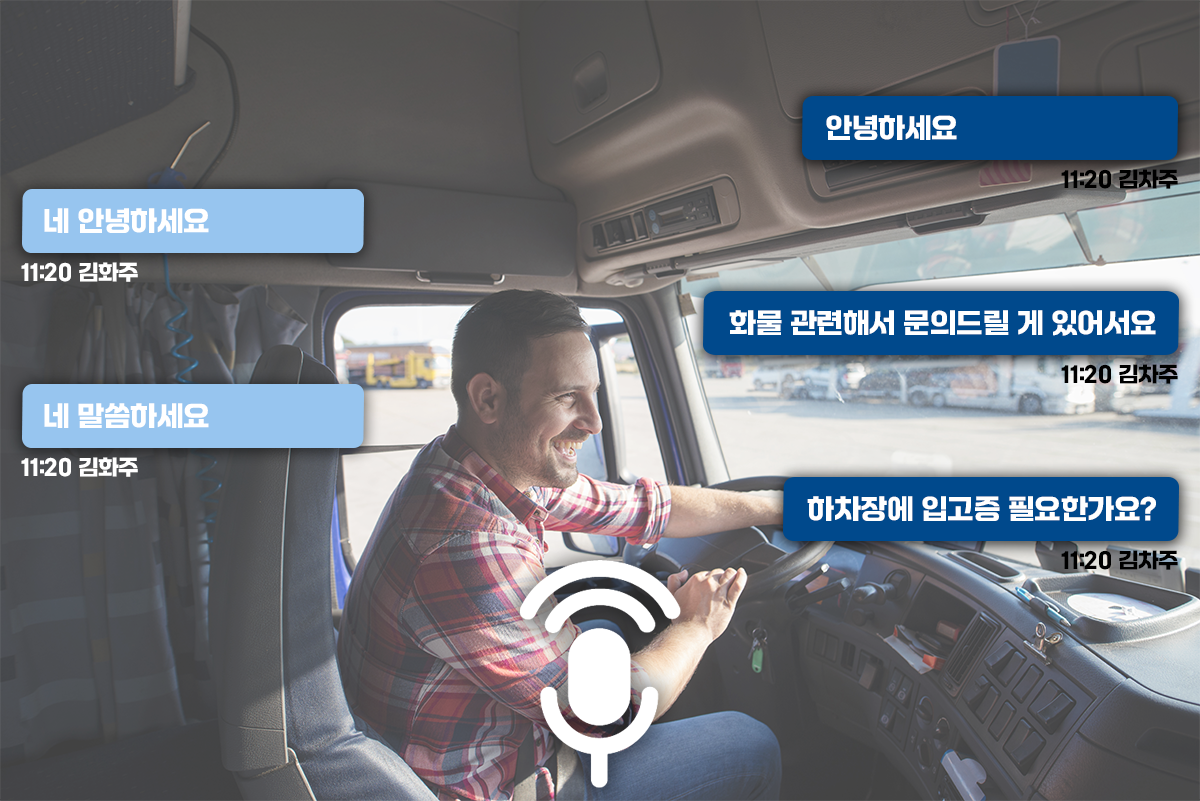 안녕하세요
11:20 김차주
네 안녕하세요
11:20 김화주
화물 관련해서 문의드릴 게 있어서요
11:20 김차주
네 말씀하세요
11:20 김화주
하차장에 입고증 필요한가요?
11:20 김차주